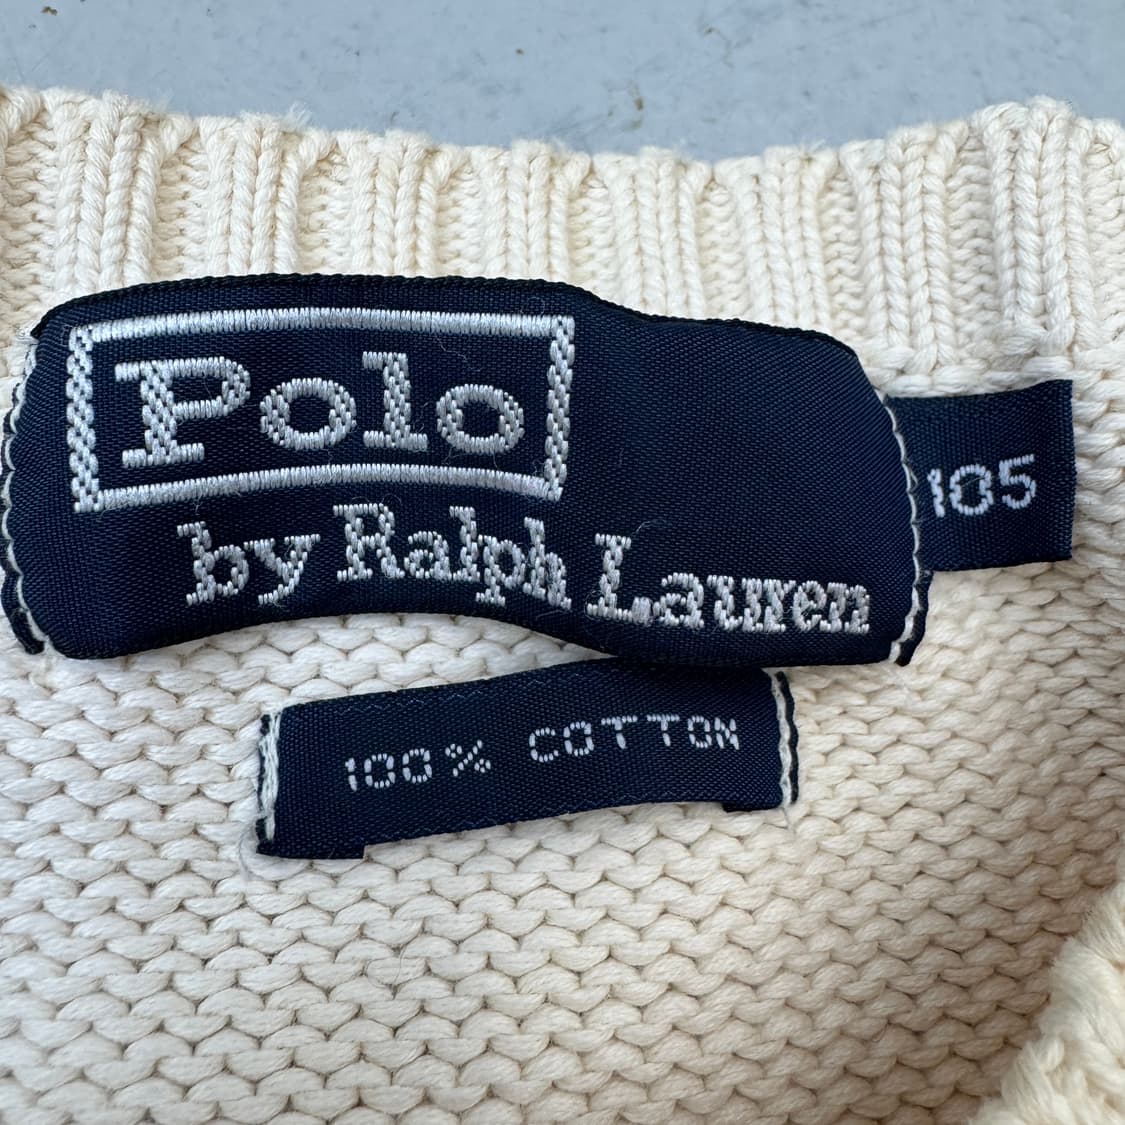 Polo
by Ralph Lauren
105
100% COTTON